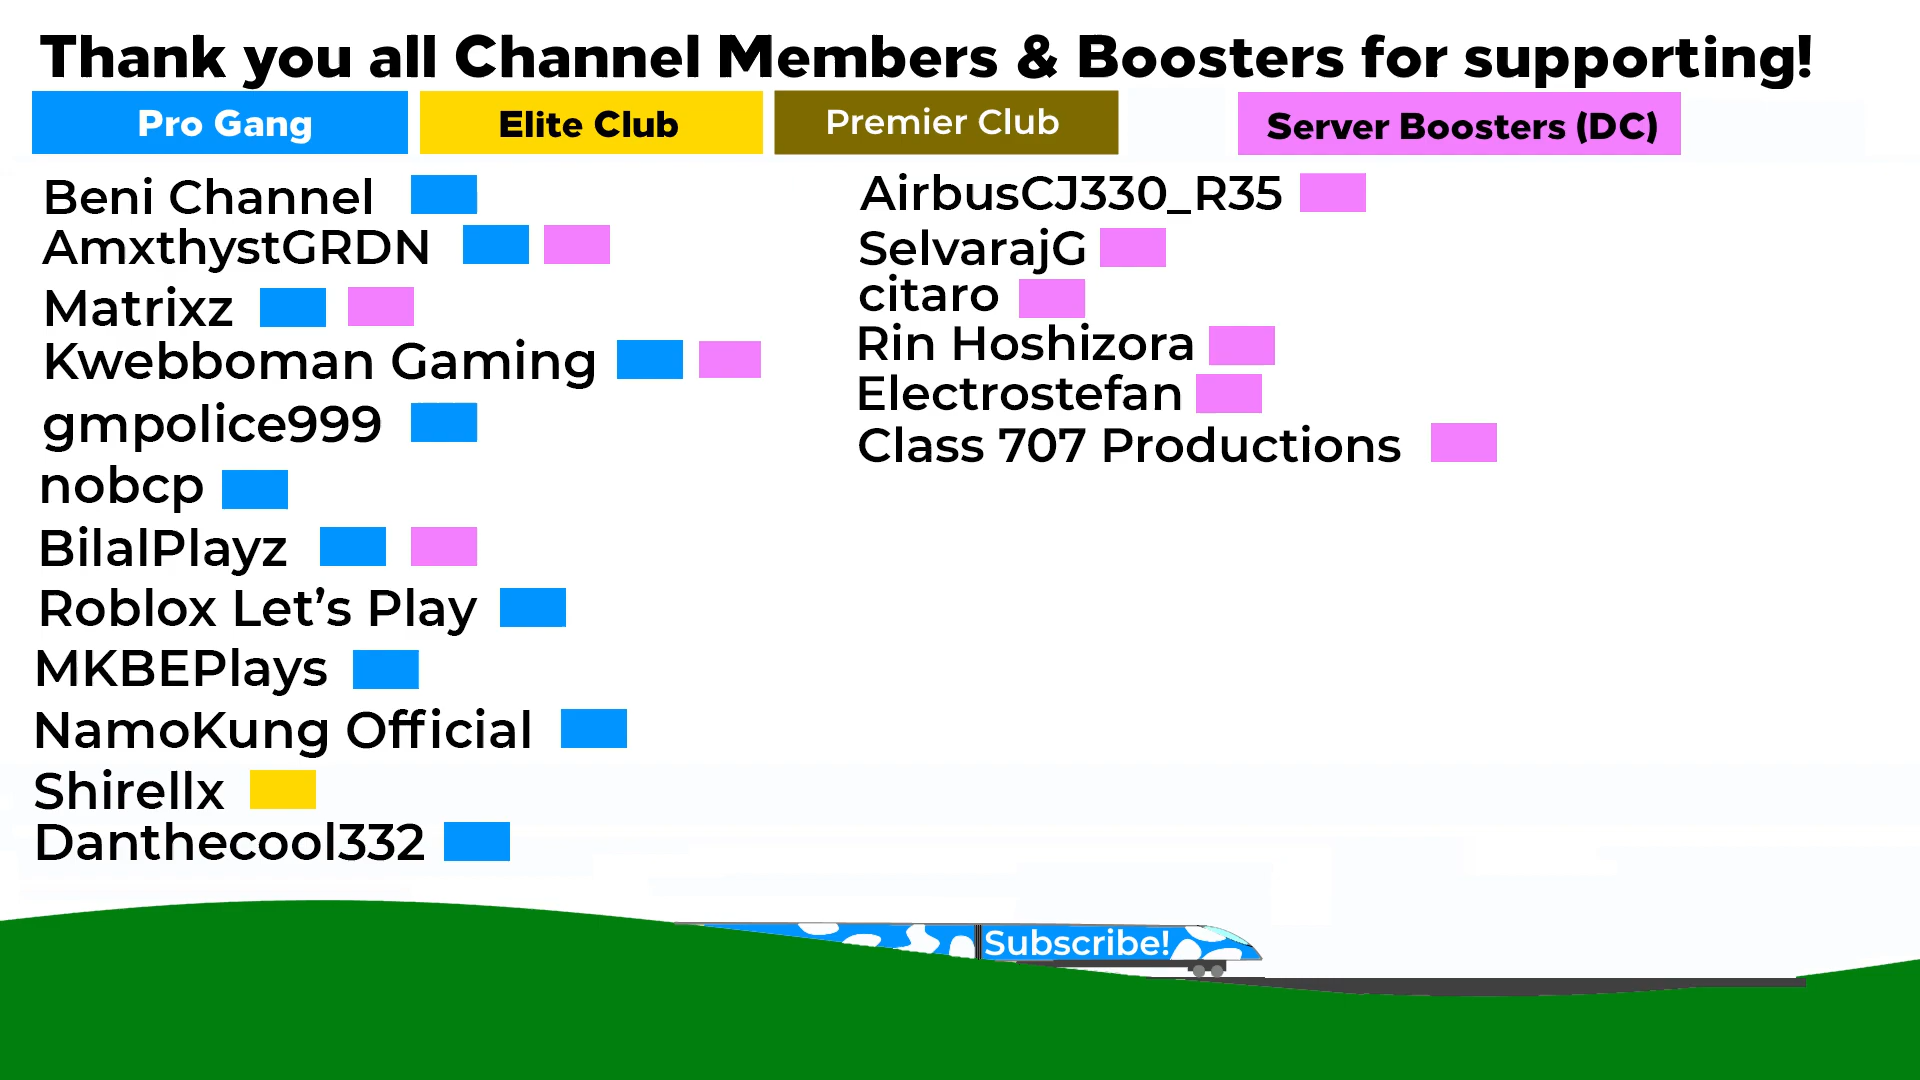 Thank you all Channel Members & Boosters for supporting!
Pro Gang
Elite Club
Premier Club
Server Boosters (DC)
Beni Channel
AmxthystGRDN
Matrixz
Kwebboman Gaming
gmpolice999
nobcp
BilalPlayz
Roblox Let’s Play
MKBEPlays
NamoKung Official
Shirellx
Danthecool332
AirbusCJ330_R35
SelvarajG
citaro
Rin Hoshizora
Electrostefan
Class 707 Productions
Subscribe!